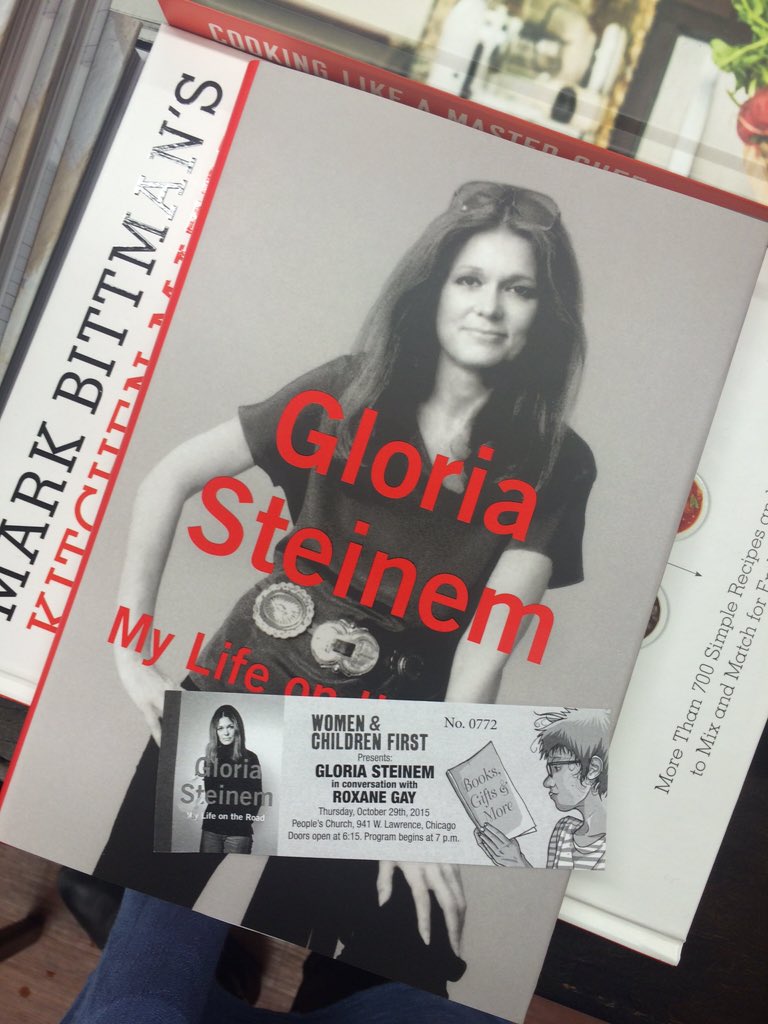 COOKING LIKE A MASTER CHEF
MARK BITTMAN'S
KITCHEN
Gloria
Steinem
My Life on
More Than 700 Simple Recipes and
to Mix and Match for
WOMEN &
CHILDREN FIRST
Presents:
GLORIA STEINEM
in conversation with
ROXANE GAY
Thursday, October 29th, 2015
People's Church, 941 W. Lawrence, Chicago
Doors open at 6:15. Program begins at 7 p.m.
No. 0772
Gloria
Steinem
My Life on the Road
Books,
Gifts &
More